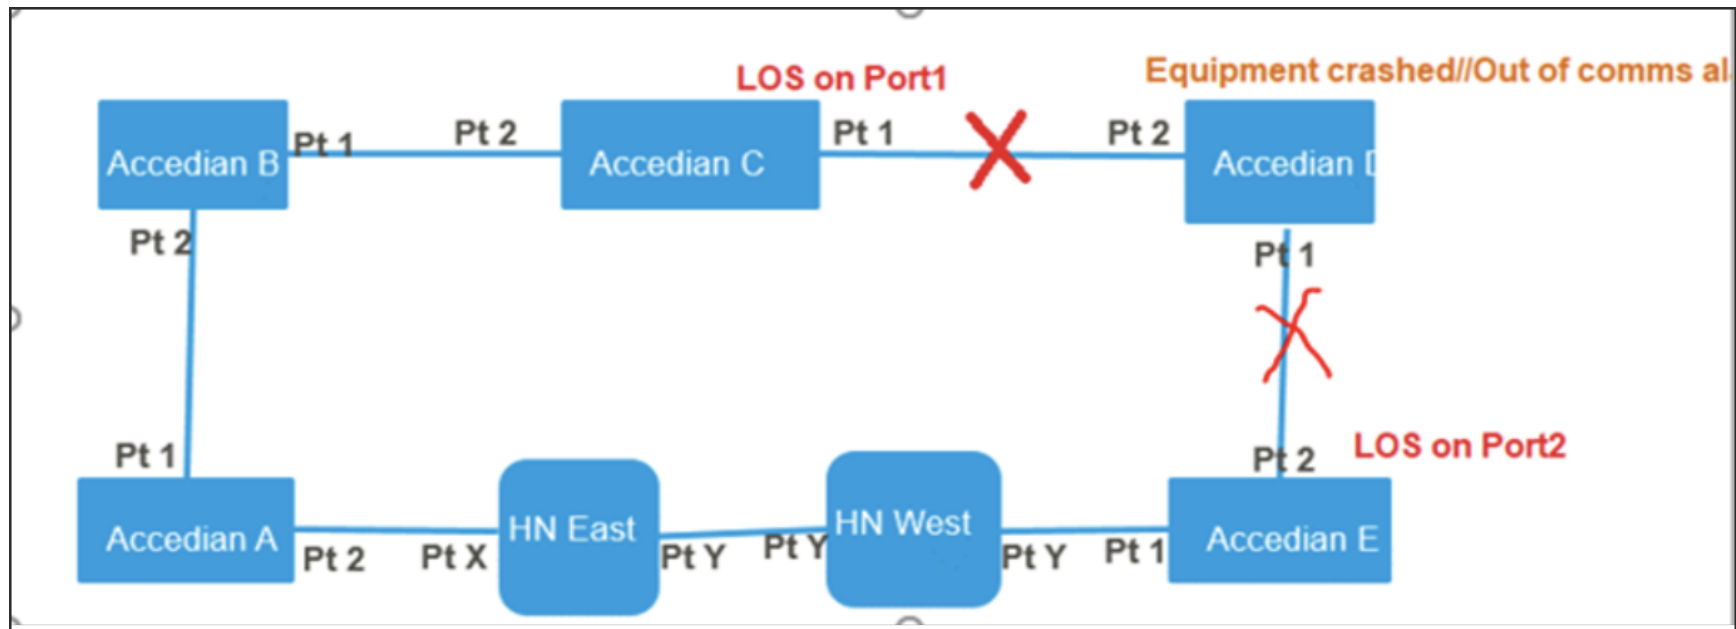 Equipment crashed//Out of comms al
LOS on Port1
Pt 1
Pt 2
Pt 1
Pt 2
Accedian B
Accedian C
Accedian D
Pt 2
Pt 1
LOS on Port2
Pt 1
Pt 2
Accedian A
HN East
HN West
Accedian E
Pt 2
Pt X
Pt Y
Pt Y
Pt Y
Pt 1